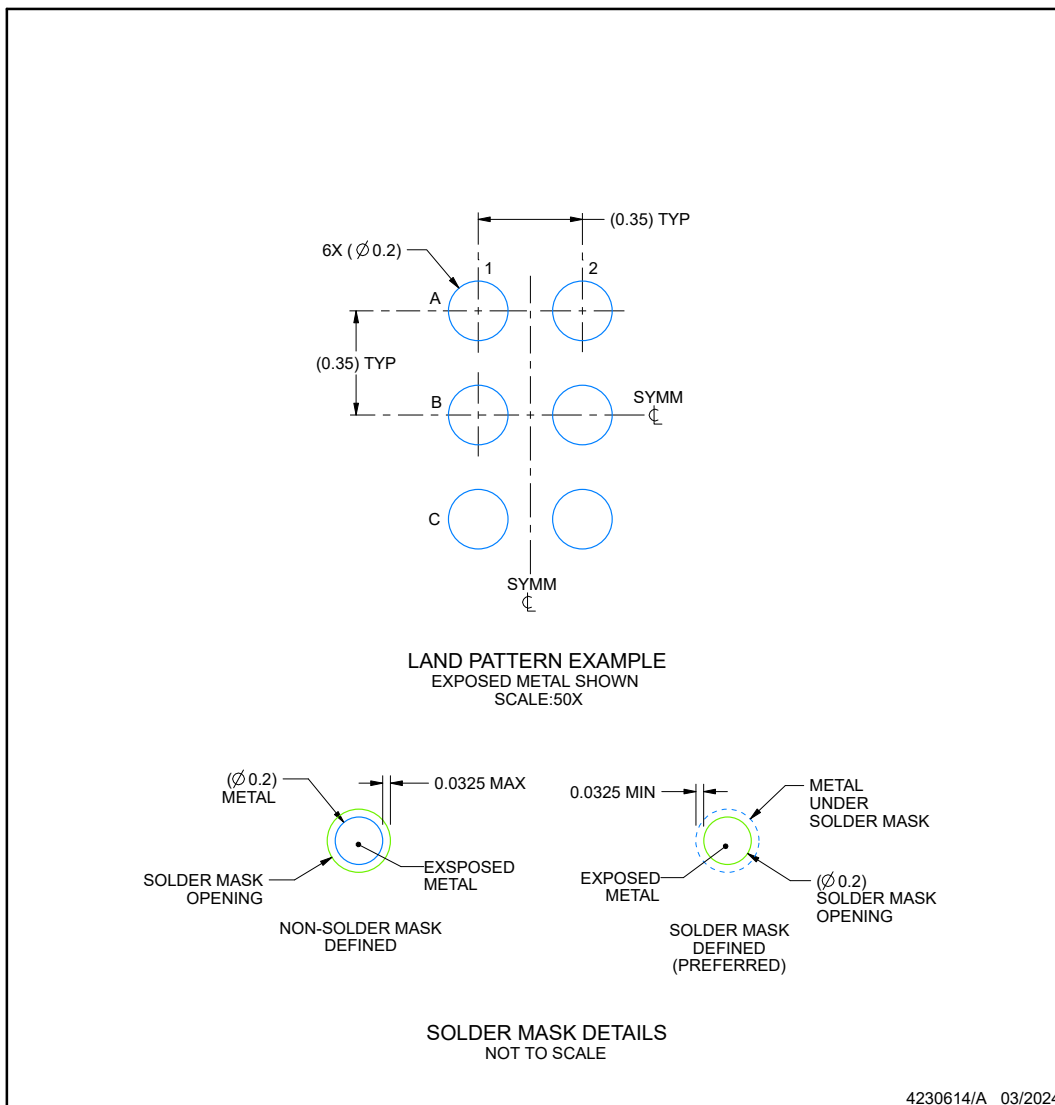 (0.35) TYP
6X (∅0.2)
1
2
A
(0.35) TYP
B
SYMM
℄
C
SYMM
℄
LAND PATTERN EXAMPLE
EXPOSED METAL SHOWN
SCALE:50X
(∅0.2)
METAL
0.0325 MAX
SOLDER MASK
OPENING
EXSPOSED
METAL
NON-SOLDER MASK
DEFINED
0.0325 MIN
METAL
UNDER
SOLDER MASK
EXPOSED
METAL
(∅0.2)
SOLDER MASK
OPENING
SOLDER MASK
DEFINED
(PREFERRED)
SOLDER MASK DETAILS
NOT TO SCALE
4230614/A 03/2024